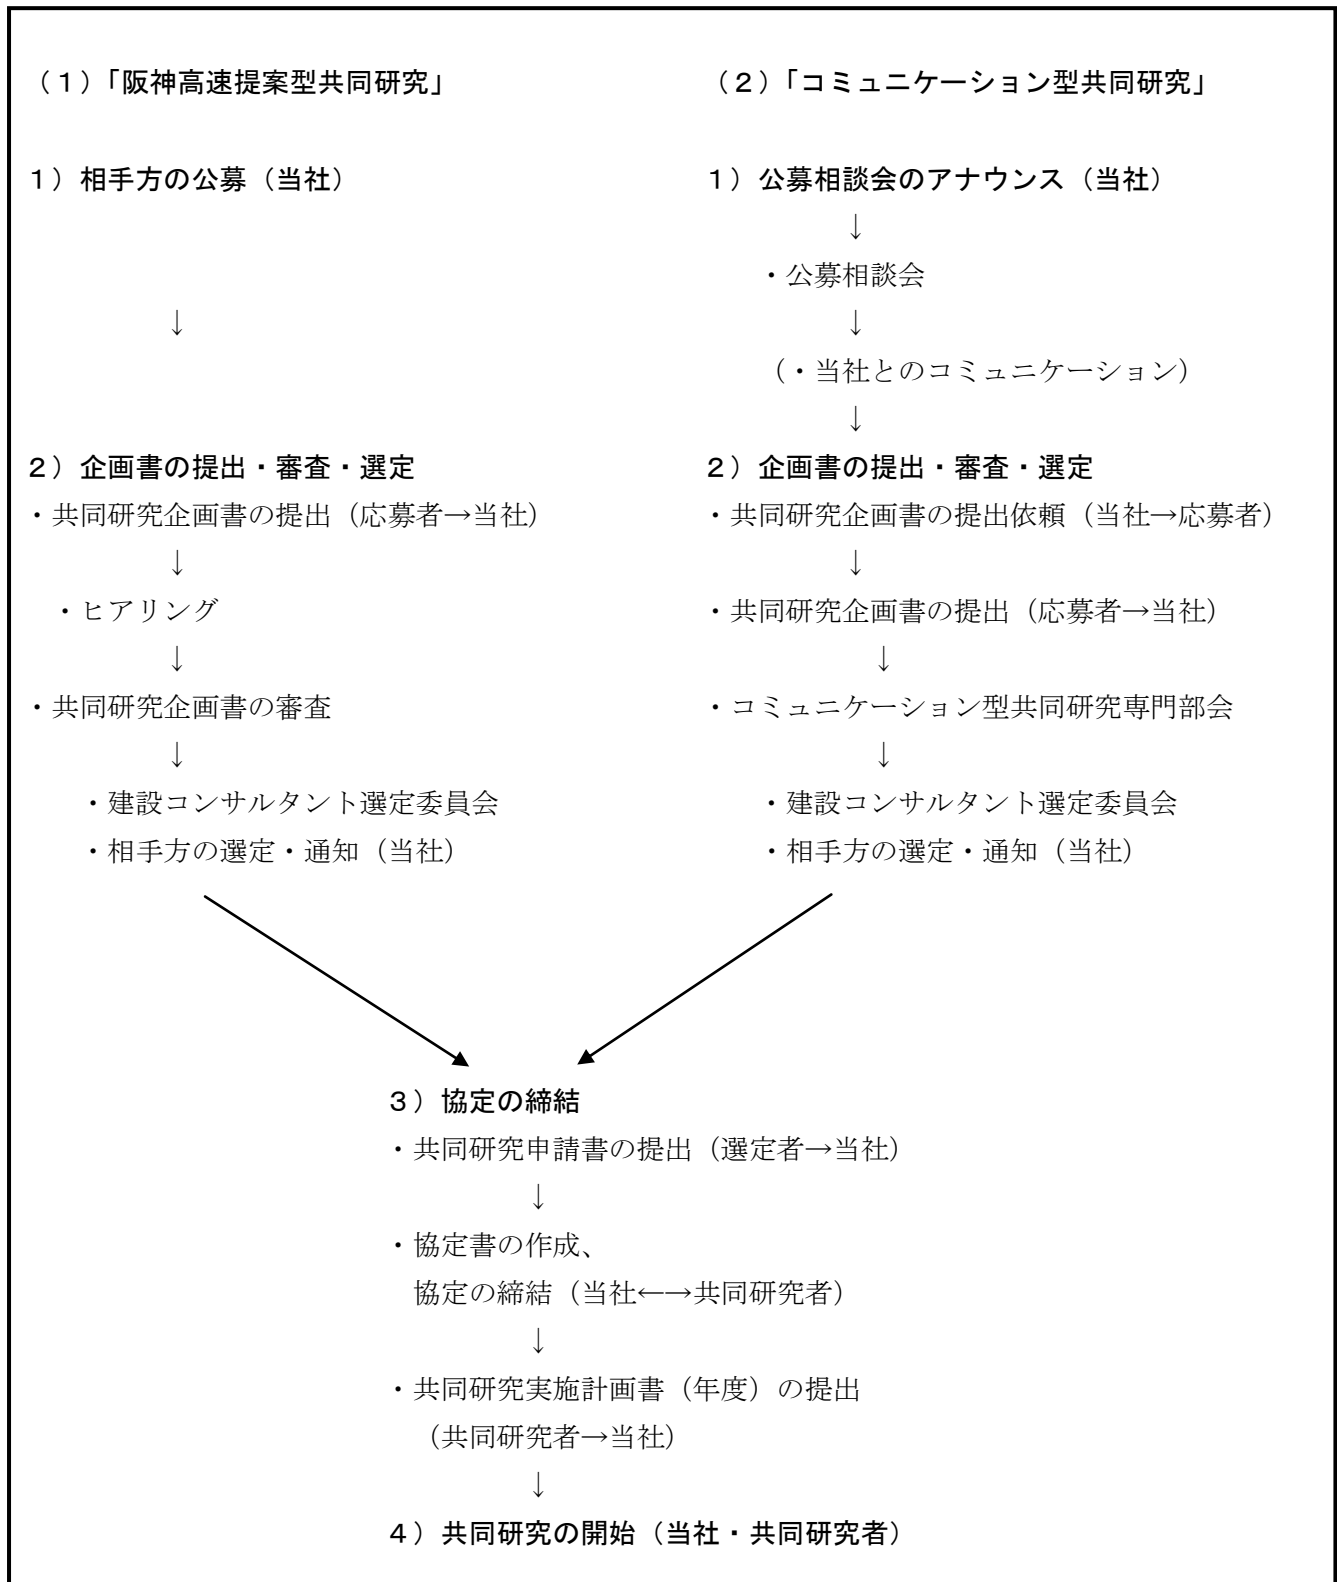 （１）「阪神高速提案型共同研究」
１）相手方の公募（当社）
↓
２）企画書の提出・審査・選定
・共同研究企画書の提出（応募者→当社）
↓
・ヒアリング
↓
・共同研究企画書の審査
↓
・建設コンサルタント選定委員会
・相手方の選定・通知（当社）
（２）「コミュニケーション型共同研究」
１）公募相談会のアナウンス（当社）
↓
・公募相談会
↓
（・当社とのコミュニケーション）
↓
２）企画書の提出・審査・選定
・共同研究企画書の提出依頼（当社→応募者）
↓
・共同研究企画書の提出（応募者→当社）
↓
・コミュニケーション型共同研究専門部会
↓
・建設コンサルタント選定委員会
・相手方の選定・通知（当社）
３）協定の締結
・共同研究申請書の提出（選定者→当社）
↓
・協定書の作成、
協定の締結（当社←→共同研究者）
↓
・共同研究実施計画書（年度）の提出
（共同研究者→当社）
↓
４）共同研究の開始（当社・共同研究者）